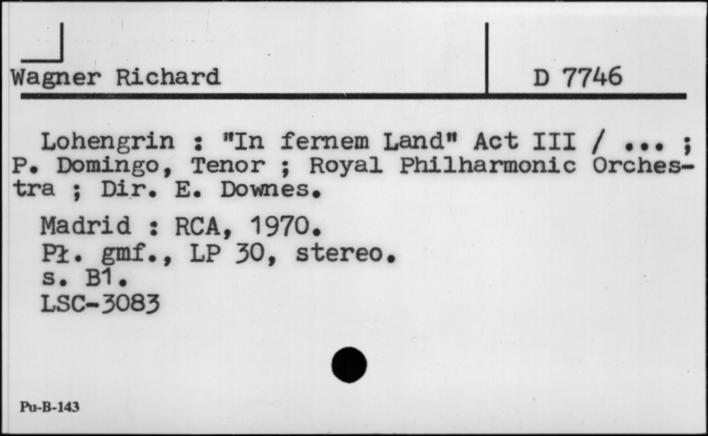 Wagner Richard D 7746
Lohengrin : "In fernem Land" Act III / ... ;
P. Domingo, Tenor ; Royal Philharmonic Orches-
tra ; Dir. E. Downes.
Madrid : RCA, 1970.
Pł. gmf., LP 30, stereo.
s. B1.
LSC-3083
Pu-B-143